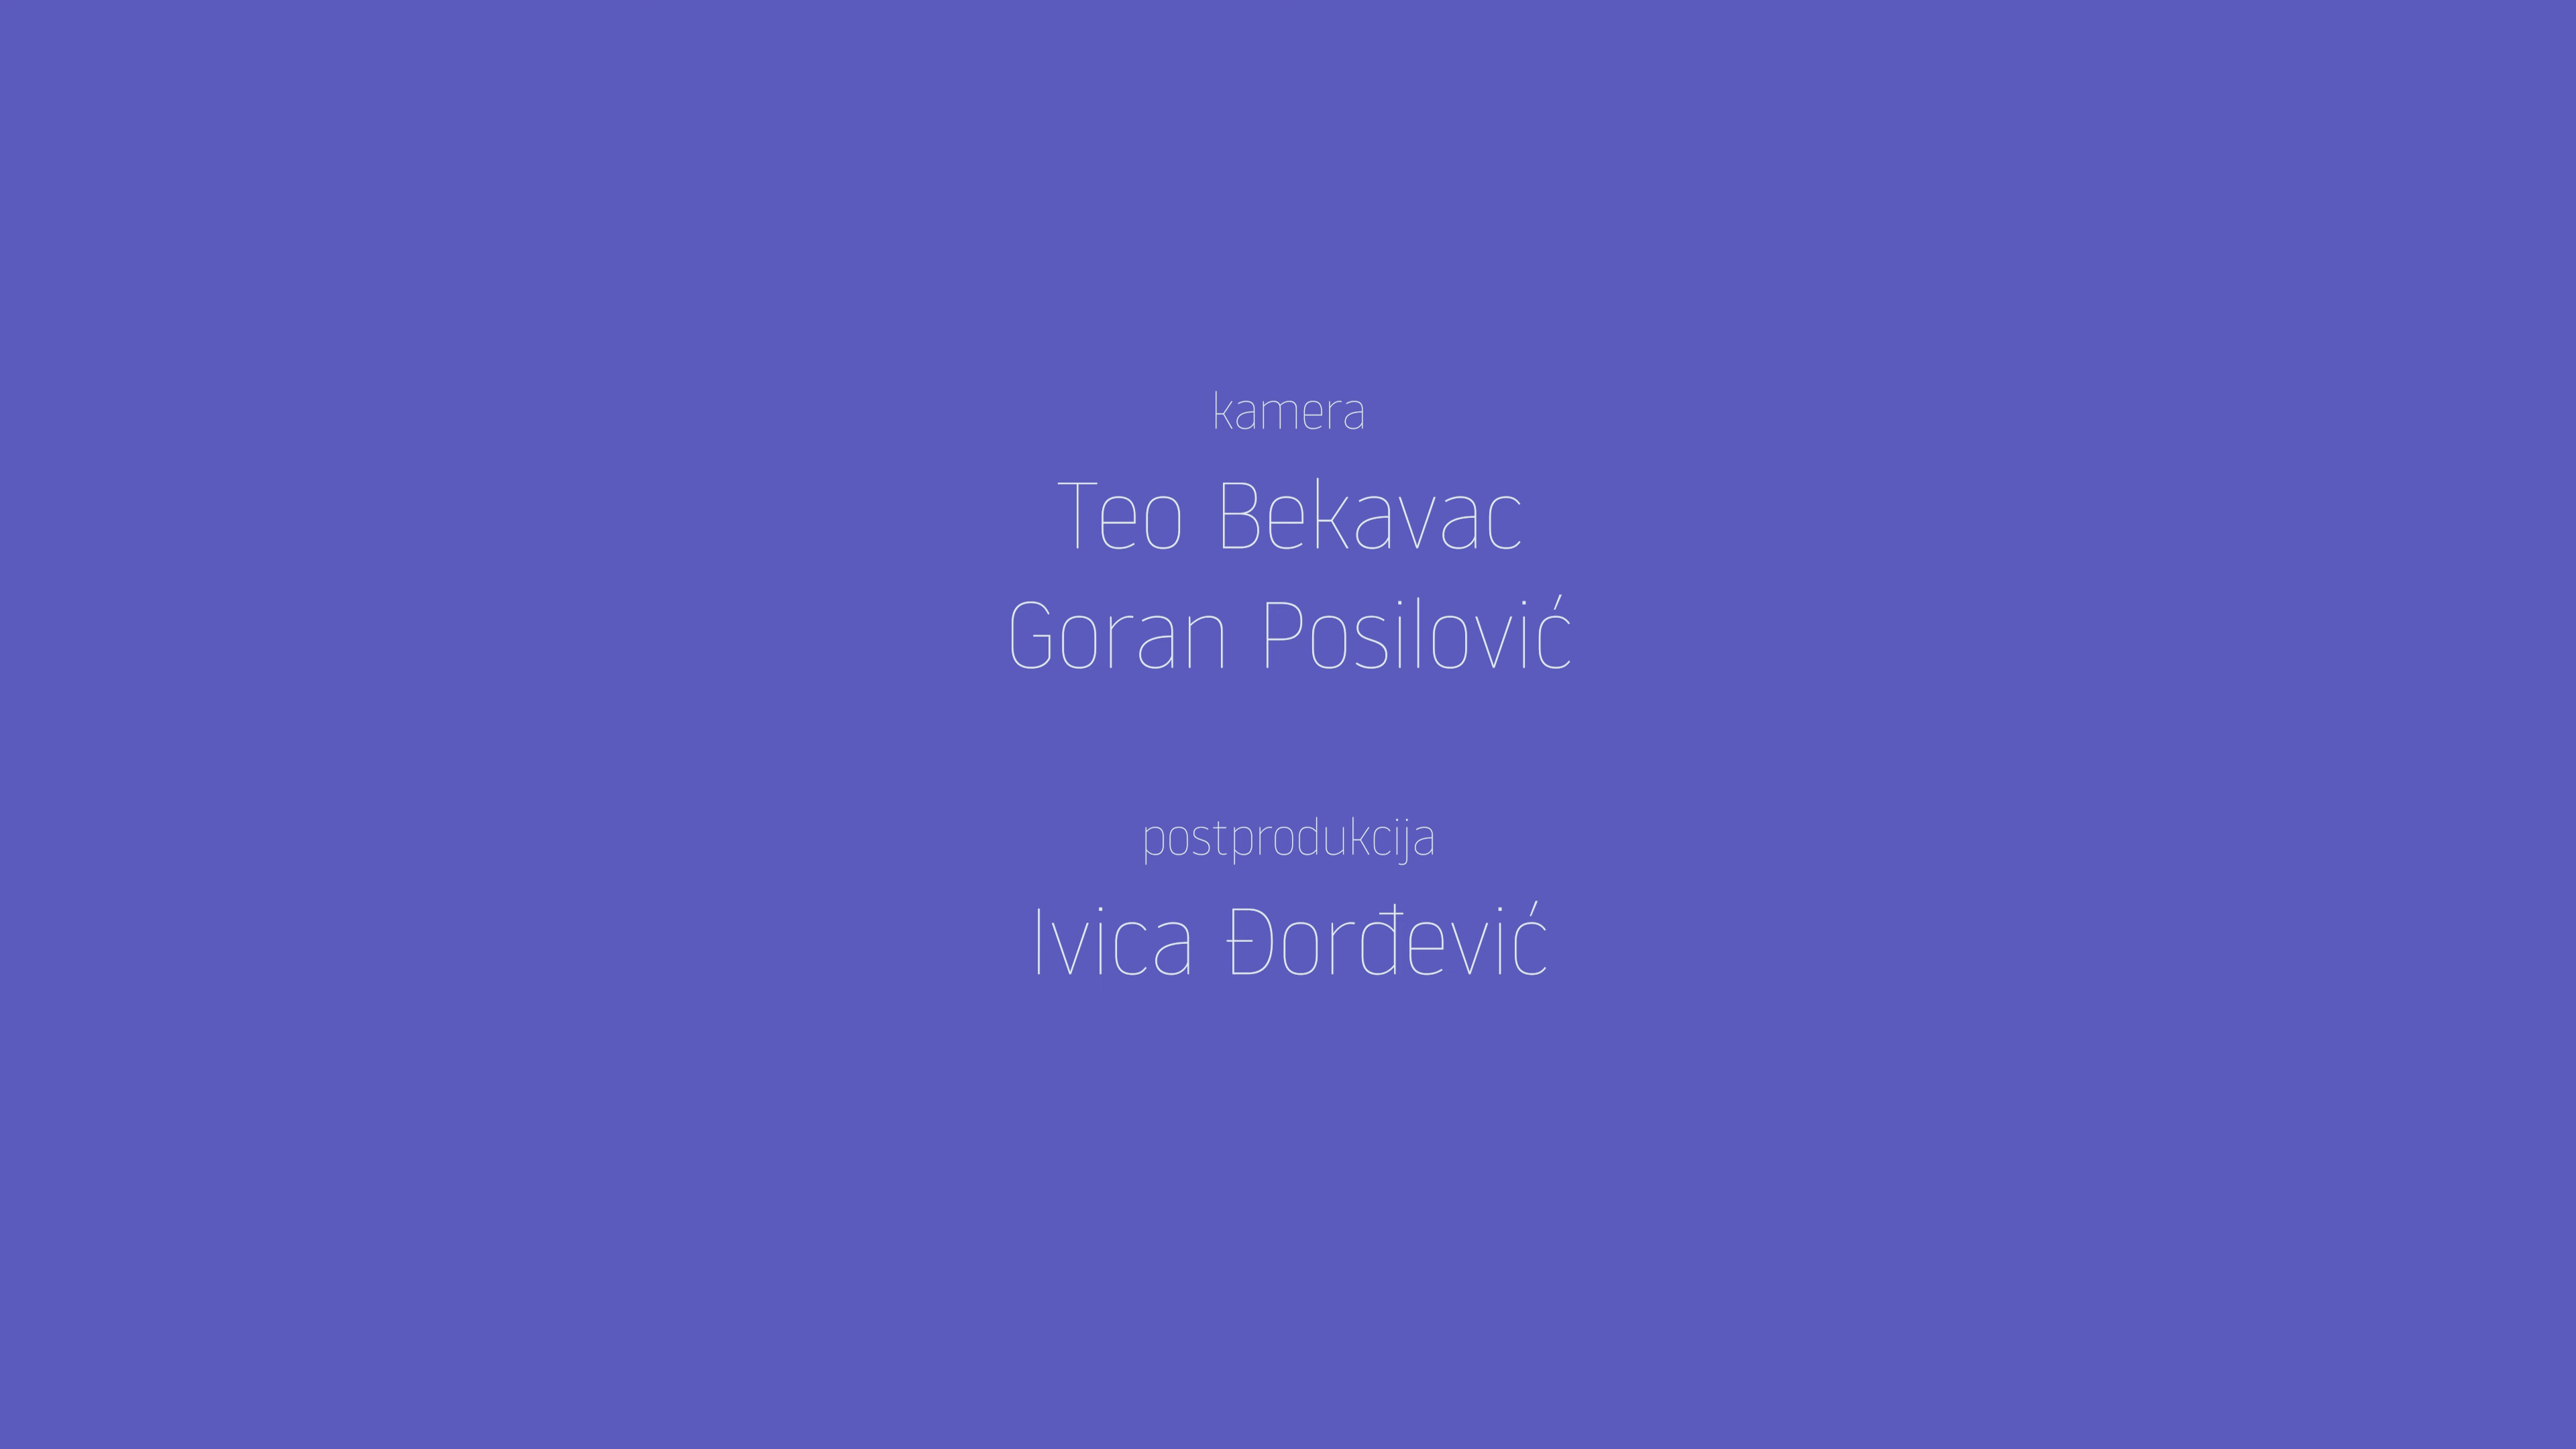 kamera
Teo Bekavac
Goran Posilović
postprodukcija
Ivica Đorđević